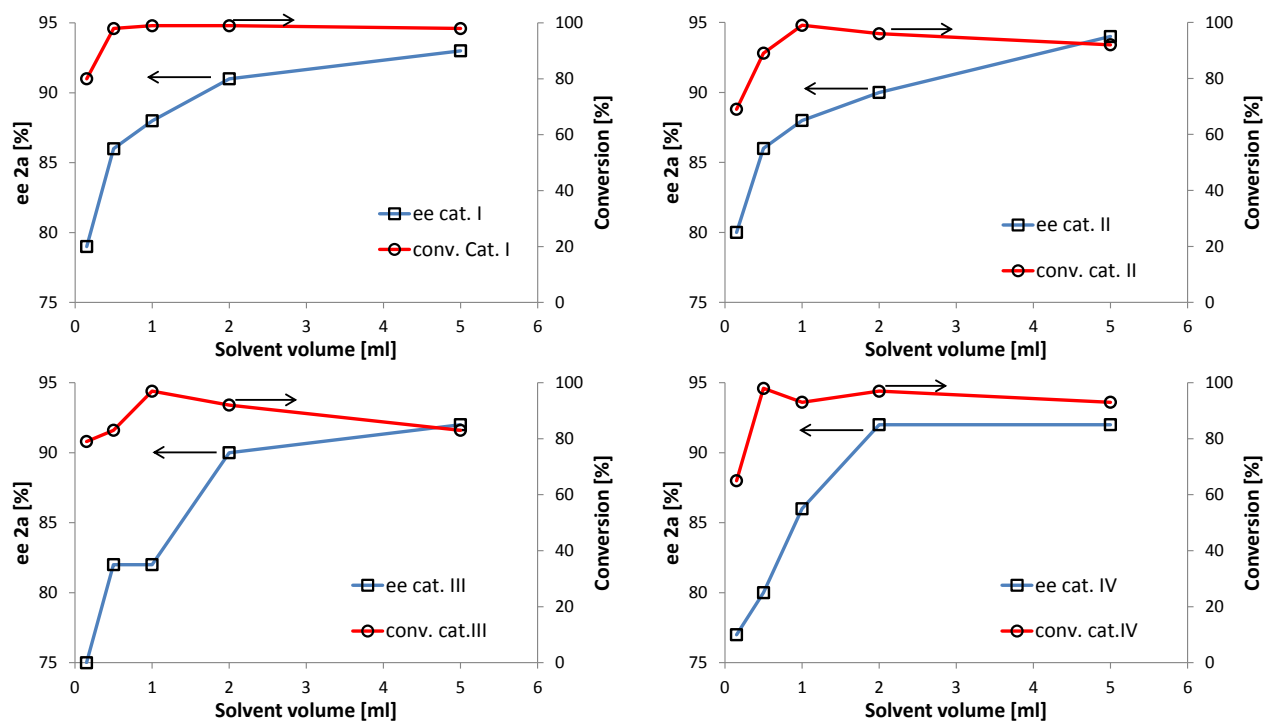 95
90
85
80
75
ee 2a [%]
100
80
60
40
20
0
Conversion [%]
ee cat. I
conv. Cat. I
0 1 2 3 4 5 6
Solvent volume [ml]
95
90
85
80
75
ee 2a [%]
100
80
60
40
20
0
Conversion [%]
ee cat. II
conv. cat. II
0 1 2 3 4 5 6
Solvent volume [ml]
95
90
85
80
75
ee 2a [%]
100
80
60
40
20
0
Conversion [%]
ee cat. III
conv. cat.III
0 1 2 3 4 5 6
Solvent volume [ml]
95
90
85
80
75
ee 2a [%]
100
80
60
40
20
0
Conversion [%]
ee cat. IV
conv. cat.IV
0 1 2 3 4 5 6
Solvent volume [ml]